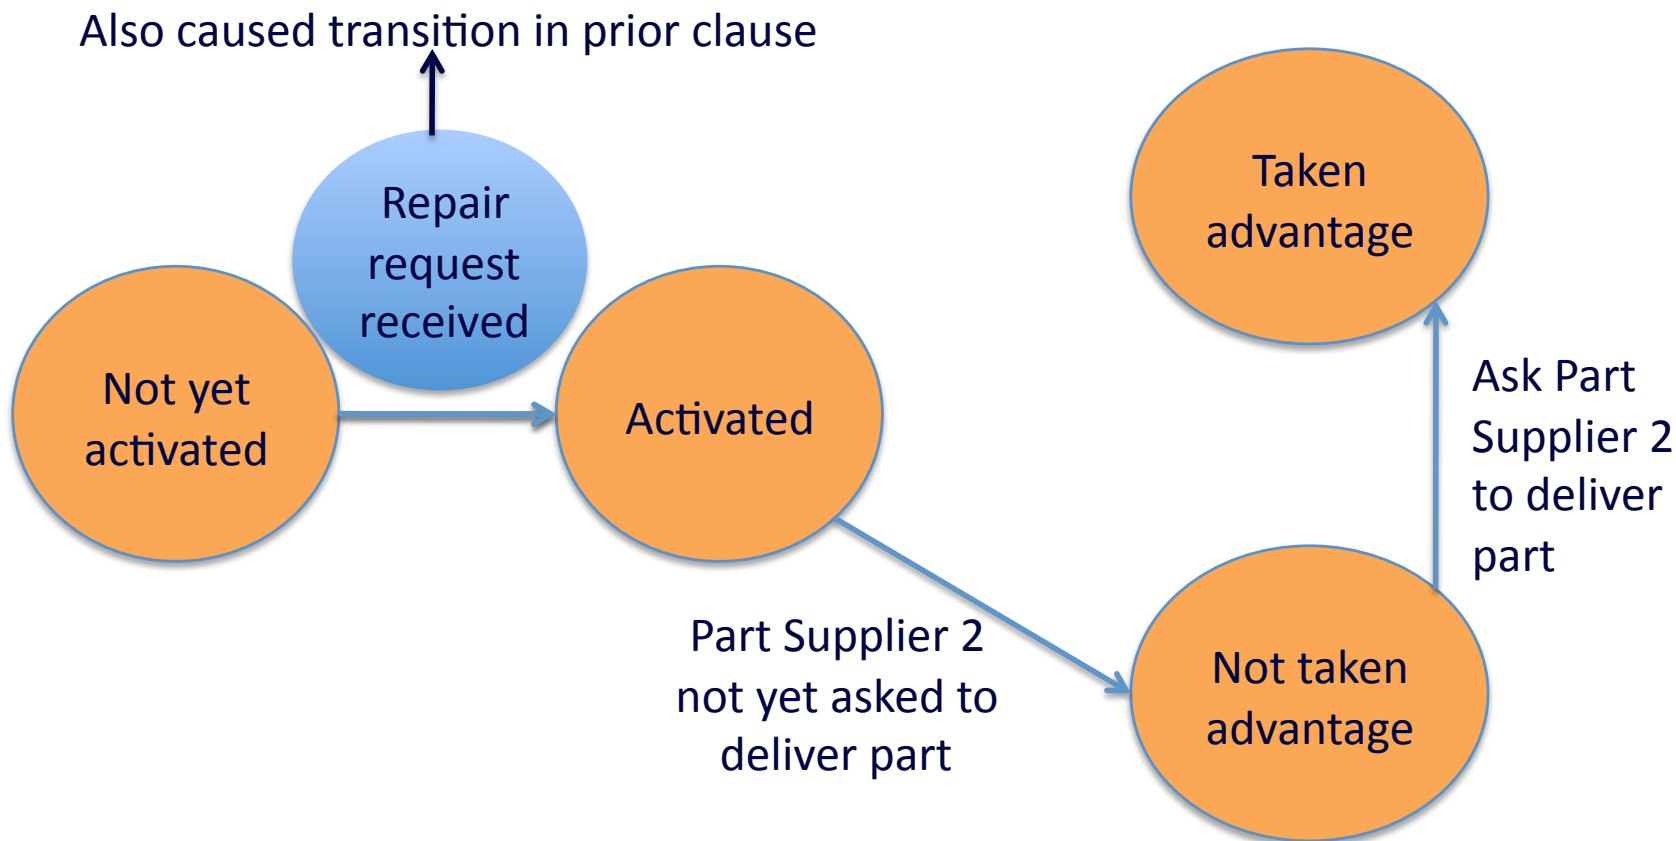 Also caused transition in prior clause
Repair
request
received
Not yet
activated
Activated
Part Supplier 2
not yet asked to
deliver part
Taken
advantage
Ask Part
Supplier 2
to deliver
part
Not taken
advantage